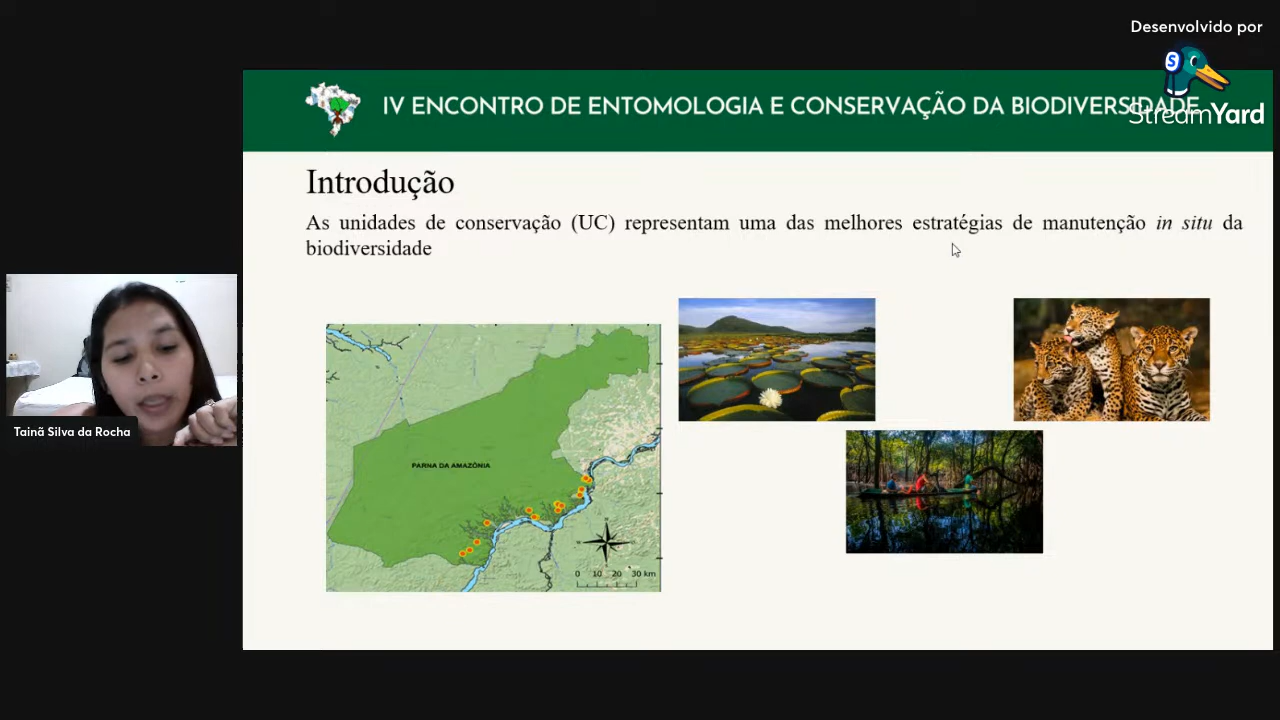 Desenvolvido por
StreamYard
IV ENCONTRO DE ENTOMOLOGIA E CONSERVAÇÃO DA BIODIVERSIDADE
Introdução
As unidades de conservação (UC) representam uma das melhores estratégias de manutenção in situ da
biodiversidade
PARNA DA AMAZÔNIA
0 10 20 30 km
Tainã Silva da Rocha